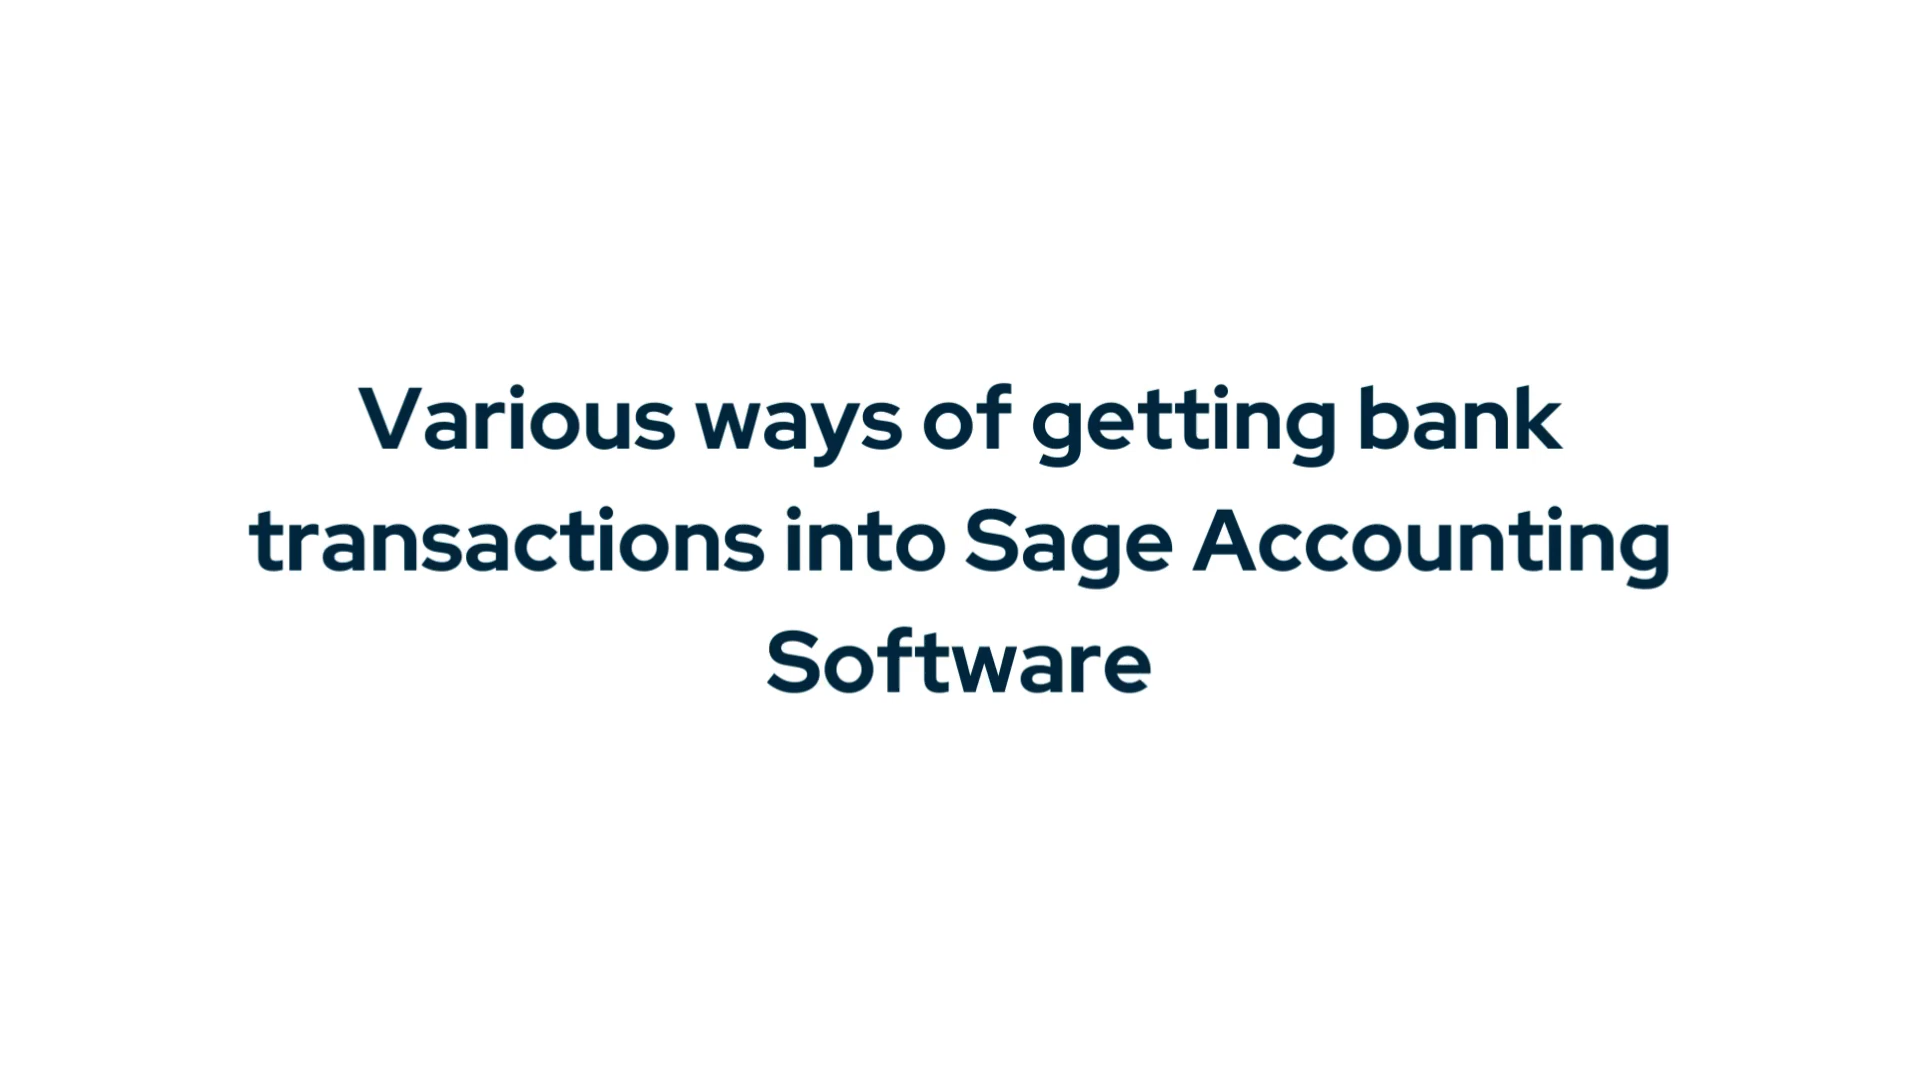 Various ways of getting bank
transactions into Sage Accounting
Software